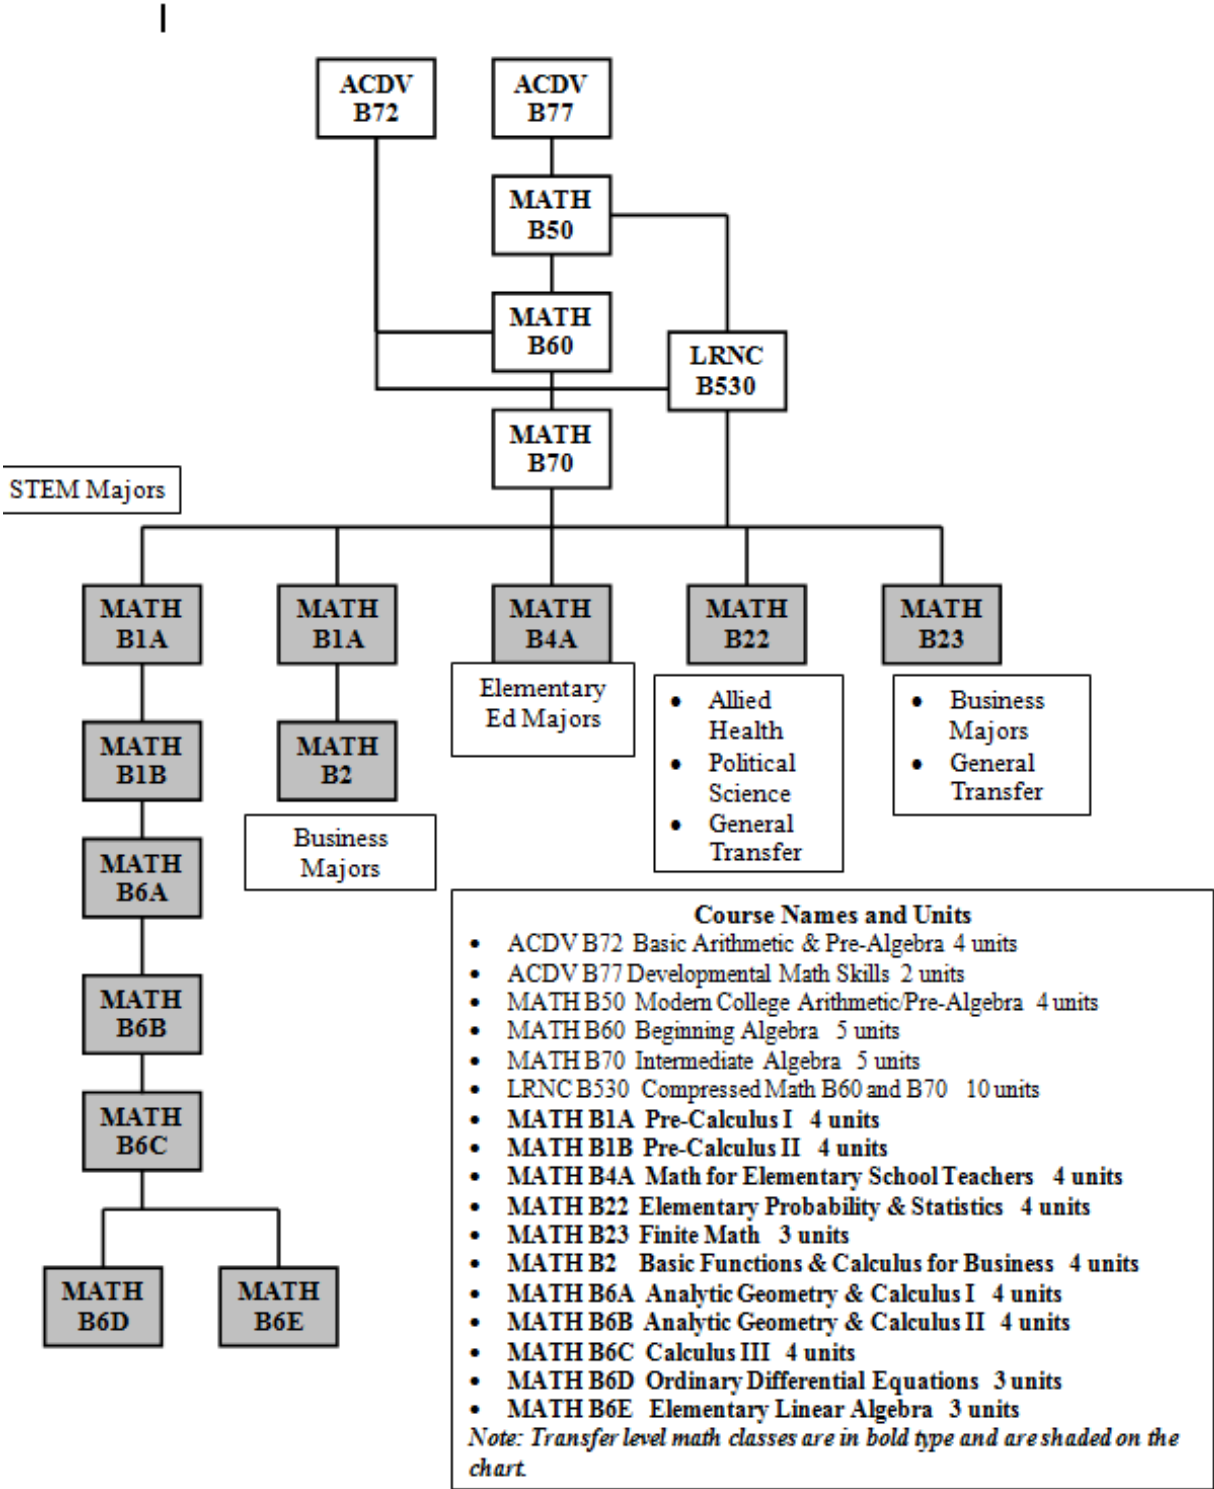 ACDV
B72
ACDV
B77
MATH
B50
MATH
B60
LRNC
B530
MATH
B70
STEM Majors
MATH
B1A
MATH
B1A
MATH
B4A
MATH
B22
MATH
B23
Elementary
Ed Majors
• Allied
Health
• Political
Science
• General
Transfer
• Business
Majors
• General
Transfer
MATH
B1B
MATH
B2
Business
Majors
MATH
B6A
MATH
B6B
MATH
B6C
MATH
B6D
MATH
B6E
Course Names and Units
• ACDV B72 Basic Arithmetic & Pre-Algebra 4 units
• ACDV B77 Developmental Math Skills 2 units
• MATH B50 Modern College Arithmetic/Pre-Algebra 4 units
• MATH B60 Beginning Algebra 5 units
• MATH B70 Intermediate Algebra 5 units
• LRNC B530 Compressed Math B60 and B70 10 units
• MATH B1A Pre-Calculus I 4 units
• MATH B1B Pre-Calculus II 4 units
• MATH B4A Math for Elementary School Teachers 4 units
• MATH B22 Elementary Probability & Statistics 4 units
• MATH B23 Finite Math 3 units
• MATH B2 Basic Functions & Calculus for Business 4 units
• MATH B6A Analytic Geometry & Calculus I 4 units
• MATH B6B Analytic Geometry & Calculus II 4 units
• MATH B6C Calculus III 4 units
• MATH B6D Ordinary Differential Equations 3 units
• MATH B6E Elementary Linear Algebra 3 units
Note: Transfer level math classes are in bold type and are shaded on the
chart.